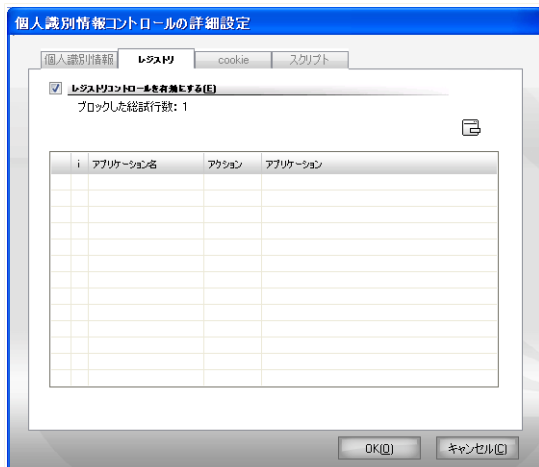 個人識別情報コントロールの詳細設定
個人識別情報 レジストリ cookie スクリプト
レジストリコントロールを有効にする(E)
ブロックした総試行数: 1
i アプリケーション名 アクション アプリケーション
OK(O) キャンセル(C)